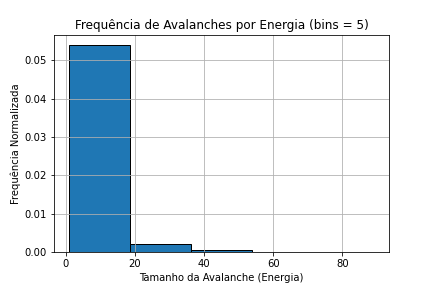 Frequência de Avalanches por Energia (bins = 5)
Frequência Normalizada
0.05
0.04
0.03
0.02
0.01
0.00
0 20 40 60 80
Tamanho da Avalanche (Energia)